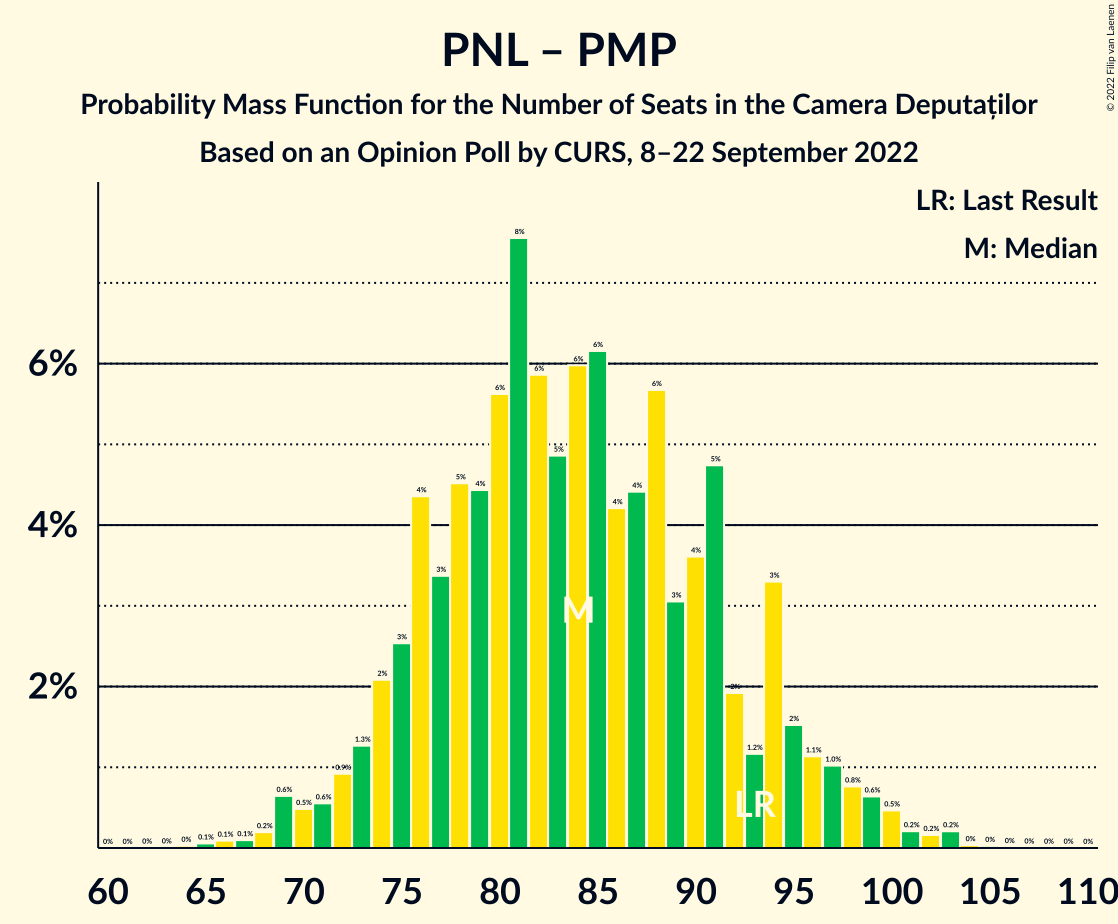 PNL – PMP
Probability Mass Function for the Number of Seats in the Camera Deputaților
Based on an Opinion Poll by CURS, 8–22 September 2022
© 2022 Filip van Laenen
LR: Last Result
M: Median
6%
4%
2%
0% 0% 0% 0% 0% 0.1% 0.1% 0.1% 0.2% 0.6% 0.5% 0.6% 0.9% 1.3% 2% 3% 4% 3% 5% 4% 6% 8% 6% 5% 6% 6% 4% 4% 6% 3% 4% 5% 2% 1.2% 3% 2% 1.1% 1.0% 0.8% 0.6% 0.5% 0.2% 0.2% 0.2% 0% 0% 0% 0% 0% 0% 0%
M
LR
60 65 70 75 80 85 90 95 100 105 110